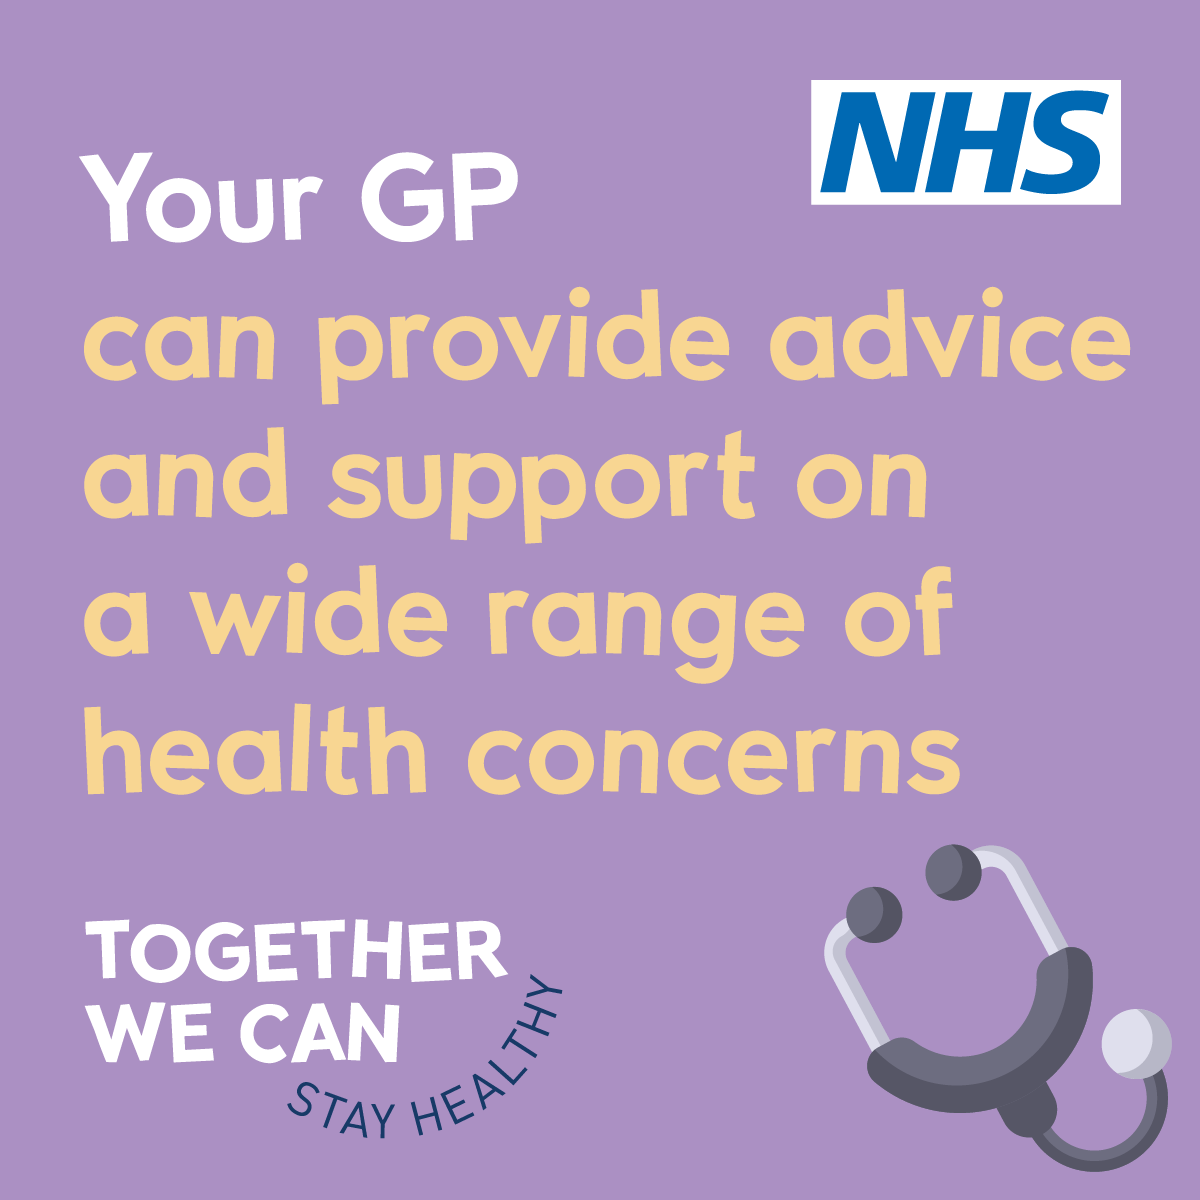 NHS
Your GP
can provide advice
and support on
a wide range of
health concerns
TOGETHER
WE CAN
STAY HEALTHY